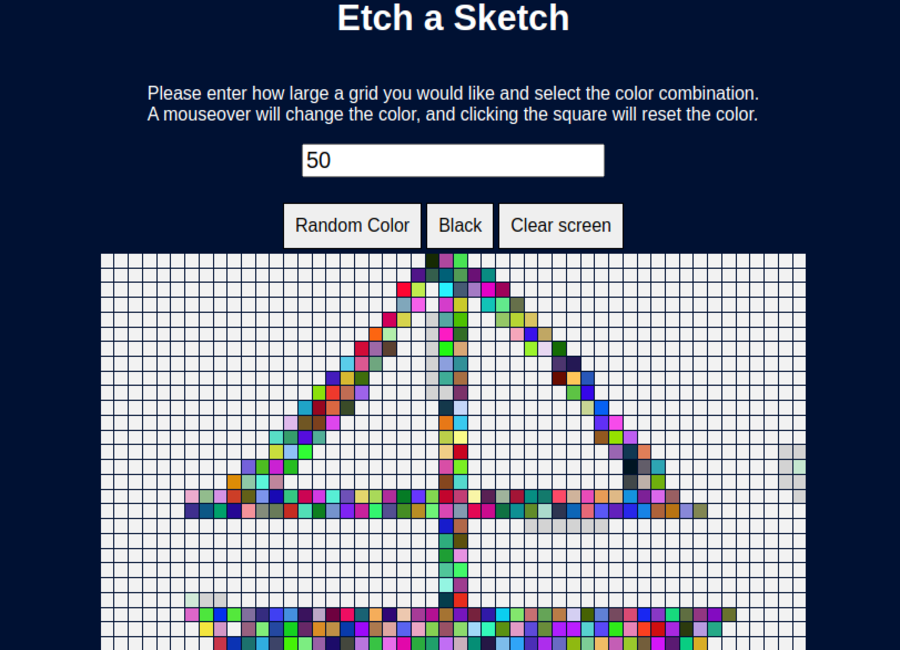 Etch a Sketch
Please enter how large a grid you would like and select the color combination.
A mouseover will change the color, and clicking the square will reset the color.
50
Random Color Black Clear screen